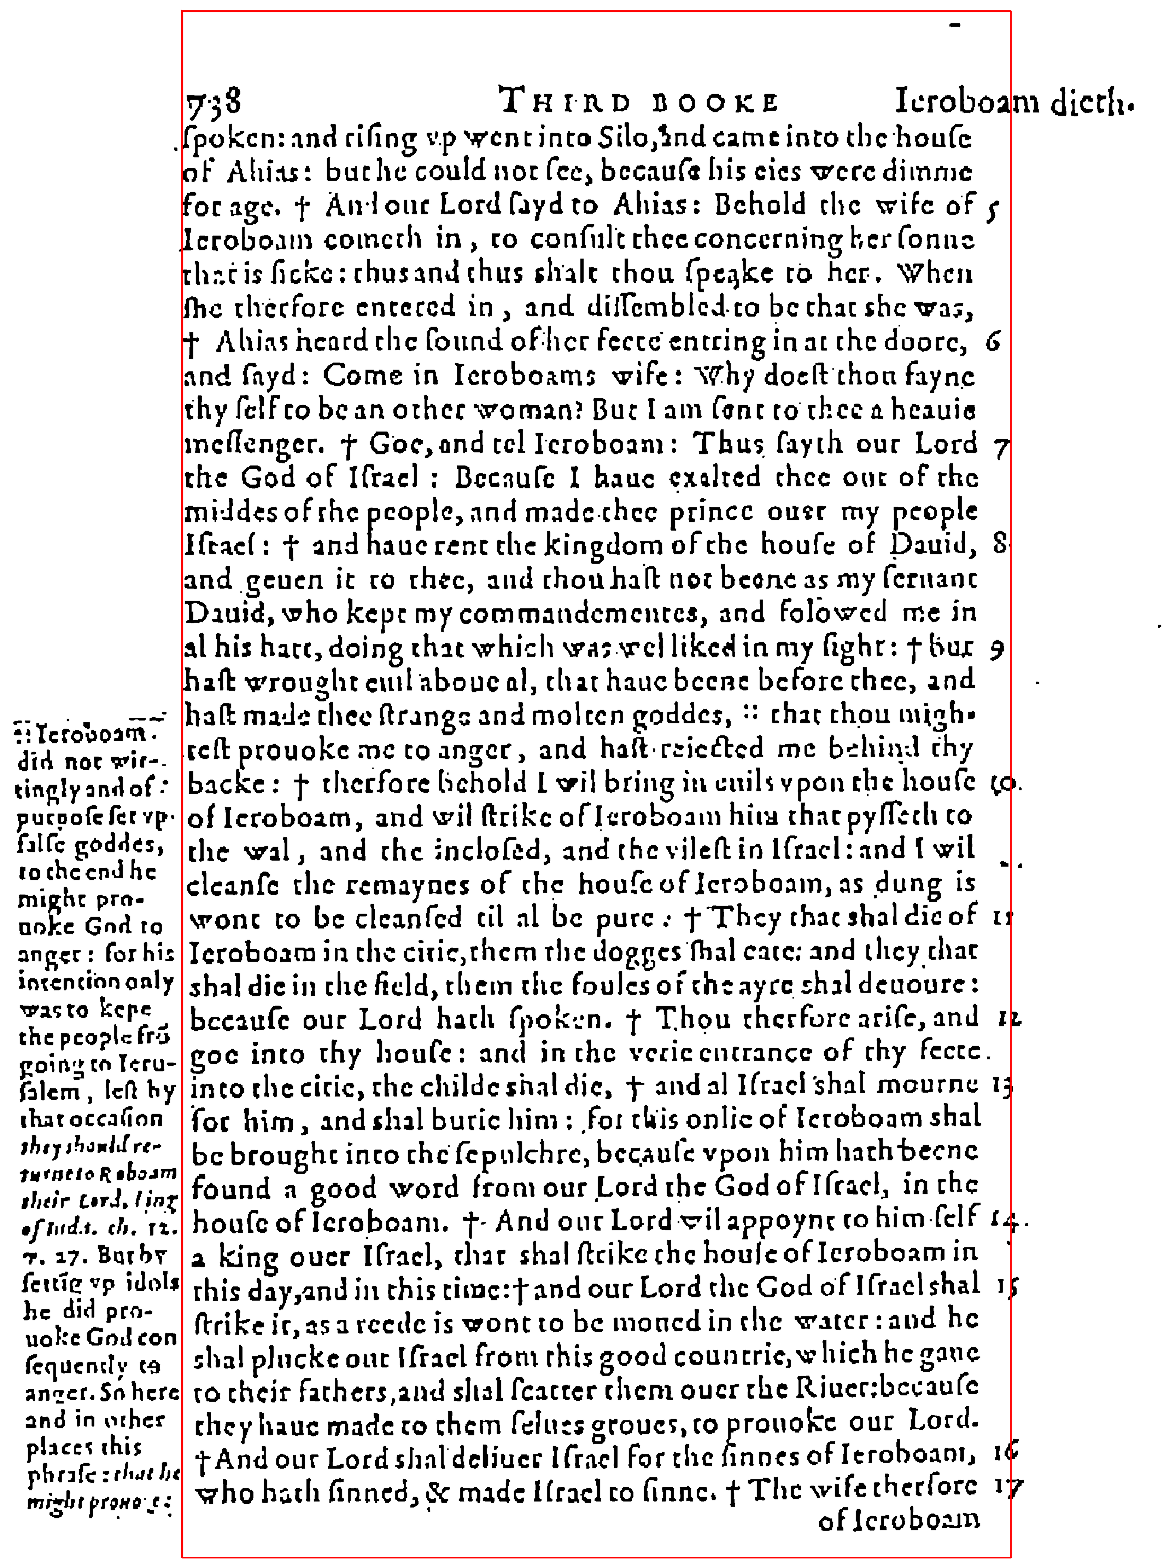 738 THIRD BOOKE Ieroboam dieth.
ſpoken: and riſing vp went into Silo, and came into the houſe
of Ahias: but he could not ſee, becauſe his eies were dimme
for age. † And our Lord ſayd to Ahias: Behold the wife of 5
Ieroboam cometh in, to conſult thee concerning her ſonne
that is ſicke: thus and thus shalt thou ſpeake to her. When
ſhe therfore entered in, and diſſembled to be that she was,
† Ahias heard the ſound of her feete entring in at the doore, 6
and ſayd: Come in Ieroboams wife: Why doeſt thou fayne
thy ſelf to be an other woman? But I am ſent to thee a heauie
meſſenger. † Goe, and tel Ieroboam: Thus ſayth our Lord 7
the God of Iſrael: Becauſe I haue exalted thee out of the
middes of the people, and made thee prince ouer my people
Iſrael: † and haue rent the kingdom of the houſe of Dauid, 8
and geuen it to thee, and thou haſt not beene as my ſeruant
Dauid, who kept my commandementes, and folowed me in
al his hart, doing that which was wel liked in my ſight: † but 9
haſt wrought euil aboue al, that haue beene before thee, and
haſt made thee ſtrange and molten goddes, :: that thou migh-
teſt prouoke me to anger, and haſt reiected me behind thy
backe: † therfore behold I wil bring in euils vpon the houſe 10.
of Ieroboam, and wil ſtrike of Ieroboam him that pyſſeth to
the wal, and the incloſed, and the vileſt in Iſrael: and I wil
cleanſe the remaynes of the houſe of Ieroboam, as dung is
wont to be cleanſed til al be pure: † They that shal die of 11
Ieroboam in the citie, them the dogges ſhal eate: and they that
shal die in the field, them the foules of the ayre shal deuoure:
becauſe our Lord hath ſpoken. † Thou therfore ariſe, and 12
goe into thy houſe: and in the verie entrance of thy feete
into the citie, the childe shal die, † and al Iſrael shal mourne 13
for him, and shal burie him: for this onlie of Ieroboam shal
be brought into the ſepulchre, becauſe vpon him hath beene
found a good word from our Lord the God of Iſrael, in the
houſe of Ieroboam. † And our Lord wil appoynt to him ſelf 14.
a king ouer Iſrael, that shal ſtrike the houſe of Ieroboam in
this day, and in this time: † and our Lord the God of Iſrael shal 15
ſtrike it, as a reede is wont to be moued in the water: and he
shal plucke out Iſrael from this good countrie, which he gaue
to their fathers, and shal ſcatter them ouer the Riuer: becauſe
they haue made to them ſelues groues, to prouoke our Lord.
† And our Lord shal deliuer Iſrael for the ſinnes of Ieroboam, 16
who hath ſinned, & made Iſrael to ſinne. † The wife therfore 17
of Ieroboam
:: Ieroboam
did not wit-
tingly and of
purpoſe ſet vp
falſe goddes,
to the end he
might pro-
uoke God to
anger: for his
intention only
was to kepe
the people frō
going to Ieru-
ſalem, leſt by
that occaſion
they should re-
turne to Roboam
their Lord, king
of Iuda. ch. 12.
v. 27. But by
ſettīg vp idols
he did pro-
uoke God con
ſequently to
anger. So here
and in other
places this
phraſe: that he
might prouoke: